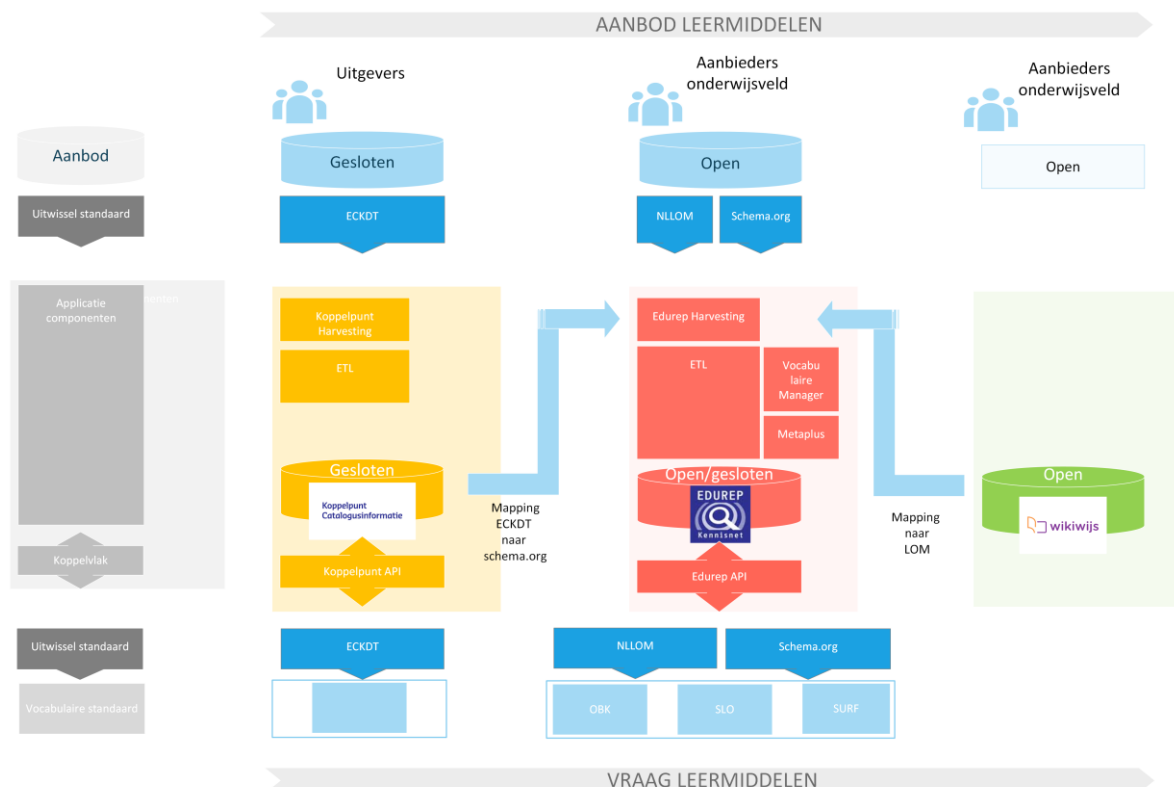 AANBOD LEERMIDDELEN
Uitgevers
Aanbieders
onderwijsveld
Aanbieders
onderwijsveld
Aanbod
Gesloten
Open
Open
Uitwissel standaard
ECKDT
NLLOM
Schema.org
Applicatie
componenten
Koppelpunt
Harvesting
ETL
Edurep Harvesting
ETL
Vocabu
laire
Manager
Metaplus
Gesloten
Koppelpunt
Catalogusinformatie
Open/gesloten
EDUREP
Kennisnet
Open
wikiwijs
Mapping
ECKDT
naar
schema.org
Mapping
naar
LOM
Koppelvlak
Koppelpunt API
Edurep API
Uitwissel standaard
ECKDT
NLLOM
Schema.org
Vocabulaire standaard
OBK
SLO
SURF
VRAAG LEERMIDDELEN